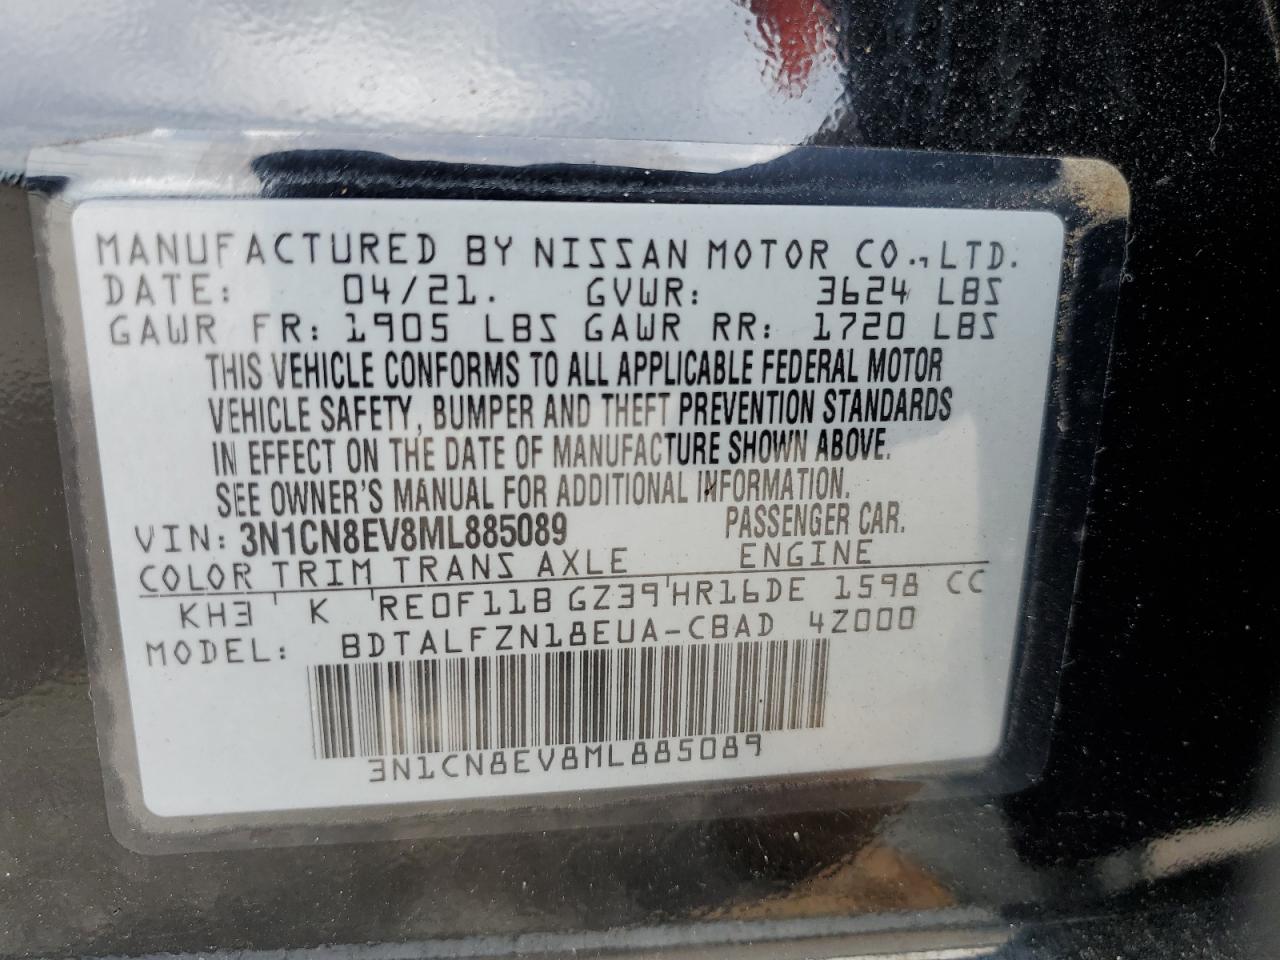 MANUFACTURED BY NISSAN MOTOR CO., LTD.
DATE: 04/21. GVWR: 3624 LBS
GAWR FR: 1905 LBS GAWR RR: 1720 LBS
THIS VEHICLE CONFORMS TO ALL APPLICABLE FEDERAL MOTOR
VEHICLE SAFETY, BUMPER AND THEFT PREVENTION STANDARDS
IN EFFECT ON THE DATE OF MANUFACTURE SHOWN ABOVE.
SEE OWNER'S MANUAL FOR ADDITIONAL INFORMATION.
VIN: 3N1CN8EV8ML885089 PASSENGER CAR.
COLOR TRIM TRANS AXLE ENGINE
KH3 K RE0F11B GZ39 HR16DE 1598 CC
MODEL: BDTALFZN18EUA-CBAD 4Z000
3N1CN8EV8ML885089